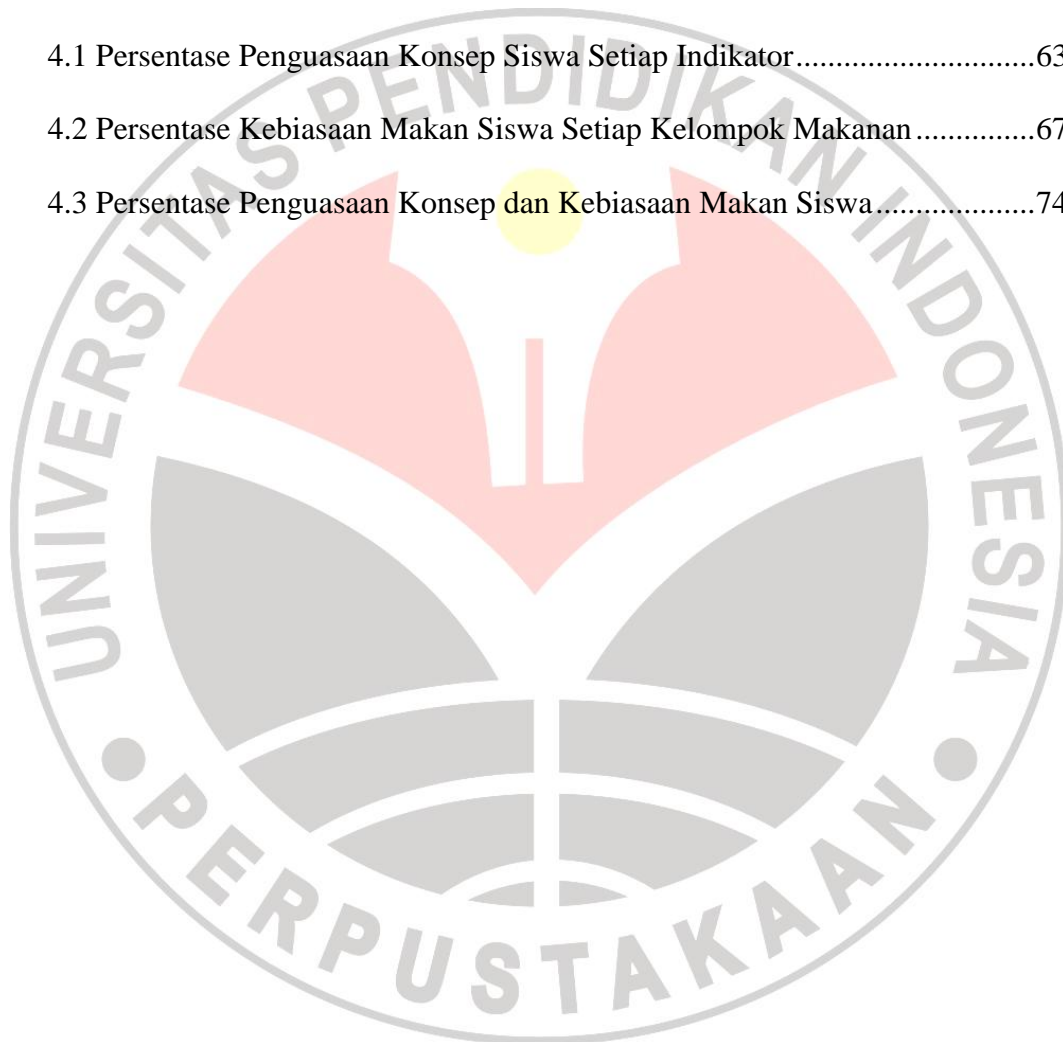 4.1 Persentase Penguasaan Konsep Siswa Setiap Indikator............................63
4.2 Persentase Kebiasaan Makan Siswa Setiap Kelompok Makanan..............67
4.3 Persentase Penguasaan Konsep dan Kebiasaan Makan Siswa...................74
UNIVERSITAS PENDIDIKAN INDONESIA
PERPUSTAKAAN